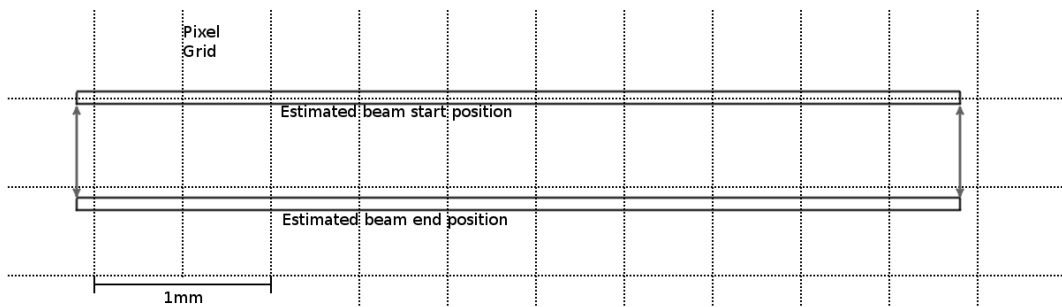 Pixel
Grid
Estimated beam start position
Estimated beam end position
1mm